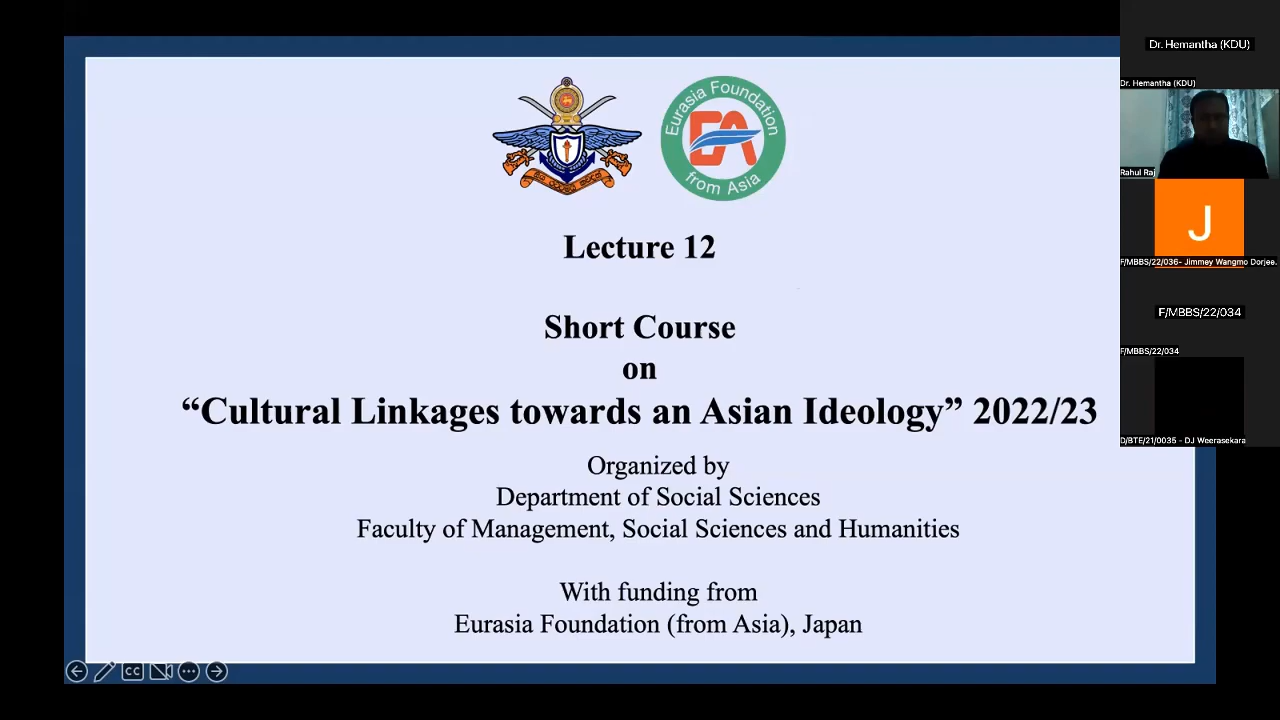 Eurasia Foundation
EA
from Asia
Lecture 12
Short Course
on
“Cultural Linkages towards an Asian Ideology” 2022/23
Organized by
Department of Social Sciences
Faculty of Management, Social Sciences and Humanities
With funding from
Eurasia Foundation (from Asia), Japan
CC
Dr. Hemantha (KDU)
Dr. Hemantha (KDU)
Rahul Raj
J
F/MBBS/22/036- Jimmey Wangmo Dorjee.
F/MBBS/22/034
F/MBBS/22/034
D/BTE/21/0035 - DJ Weerasekara